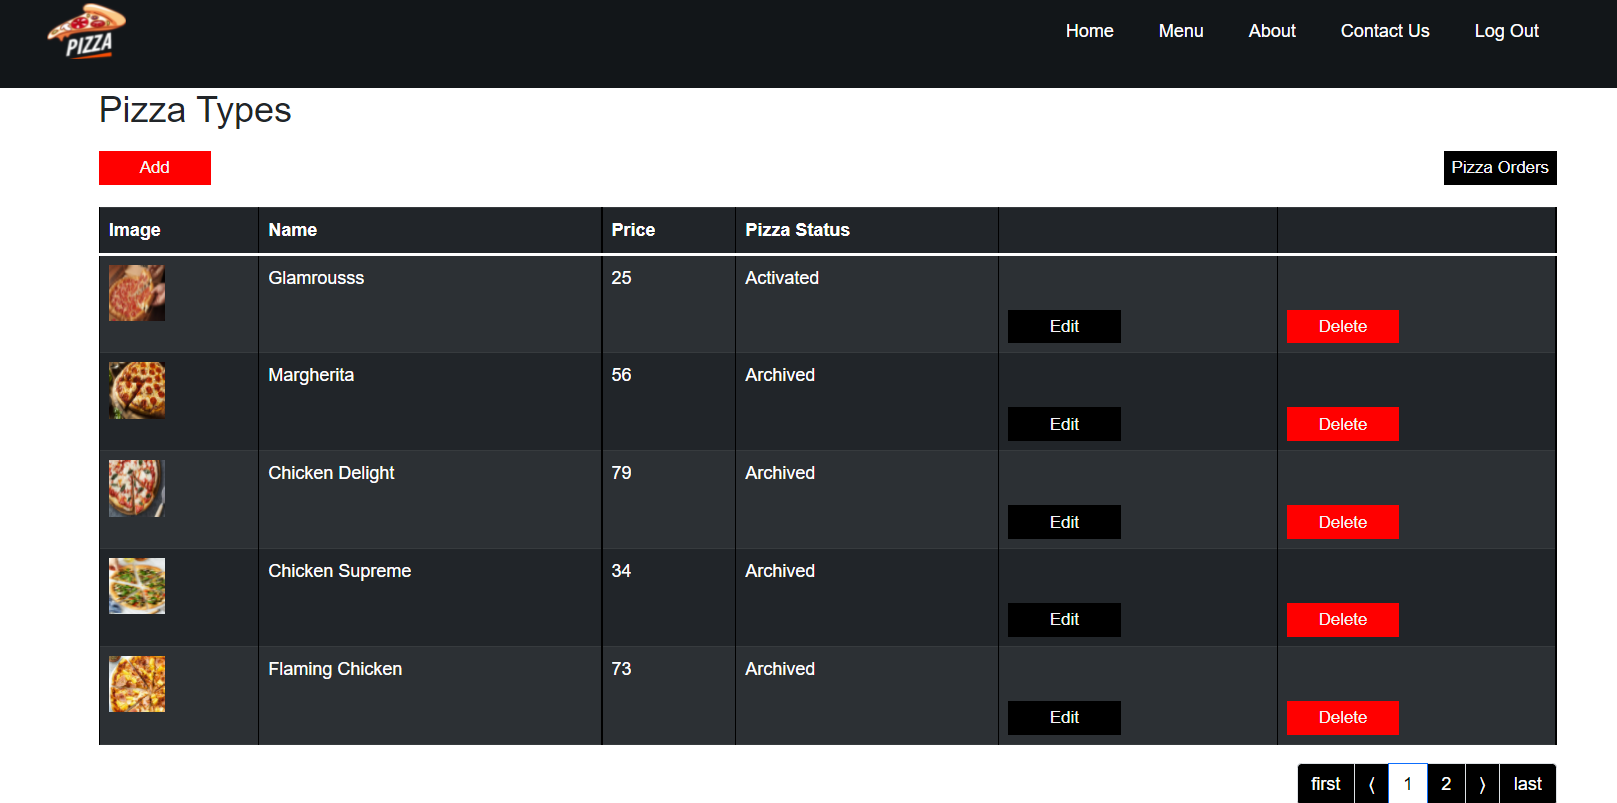 PIZZA
Home Menu About Contact Us Log Out
Pizza Types
Add Pizza Orders
Image Name Price Pizza Status
Glamrousss 25 Activated
Edit Delete
Margherita 56 Archived
Edit Delete
Chicken Delight 79 Archived
Edit Delete
Chicken Supreme 34 Archived
Edit Delete
Flaming Chicken 73 Archived
Edit Delete
first ⟨ 1 2 ⟩ last